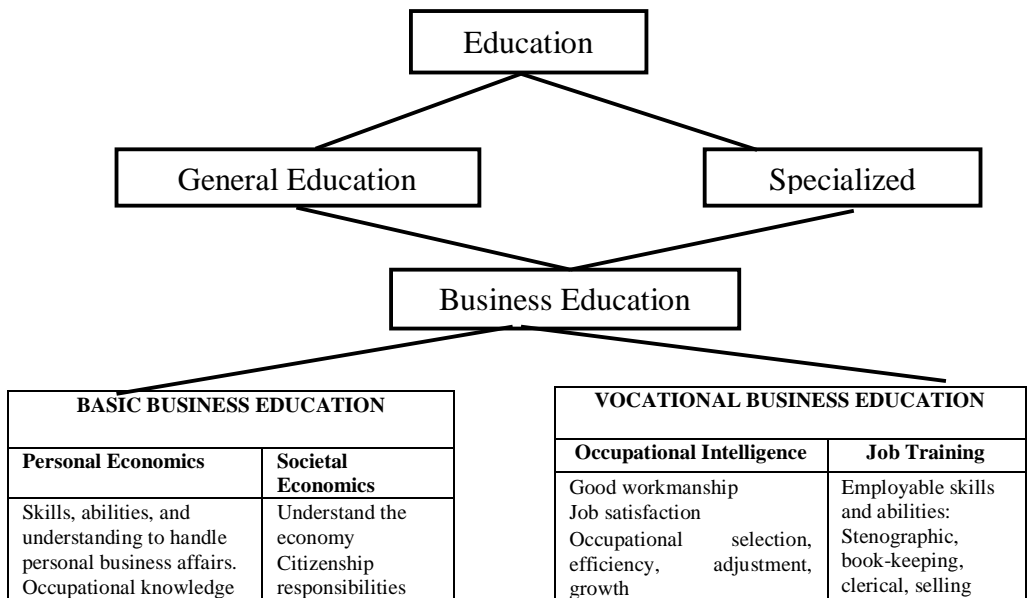 Education
General Education
Specialized
Business Education
BASIC BUSINESS EDUCATION
Personal Economics
Societal
Economics
Skills, abilities, and
understanding to handle
personal business affairs.
Occupational knowledge
Understand the
economy
Citizenship
responsibilities
VOCATIONAL BUSINESS EDUCATION
Occupational Intelligence
Job Training
Good workmanship
Job satisfaction
Occupational selection,
efficiency, adjustment,
growth
Employable skills
and abilities:
Stenographic,
book-keeping,
clerical, selling